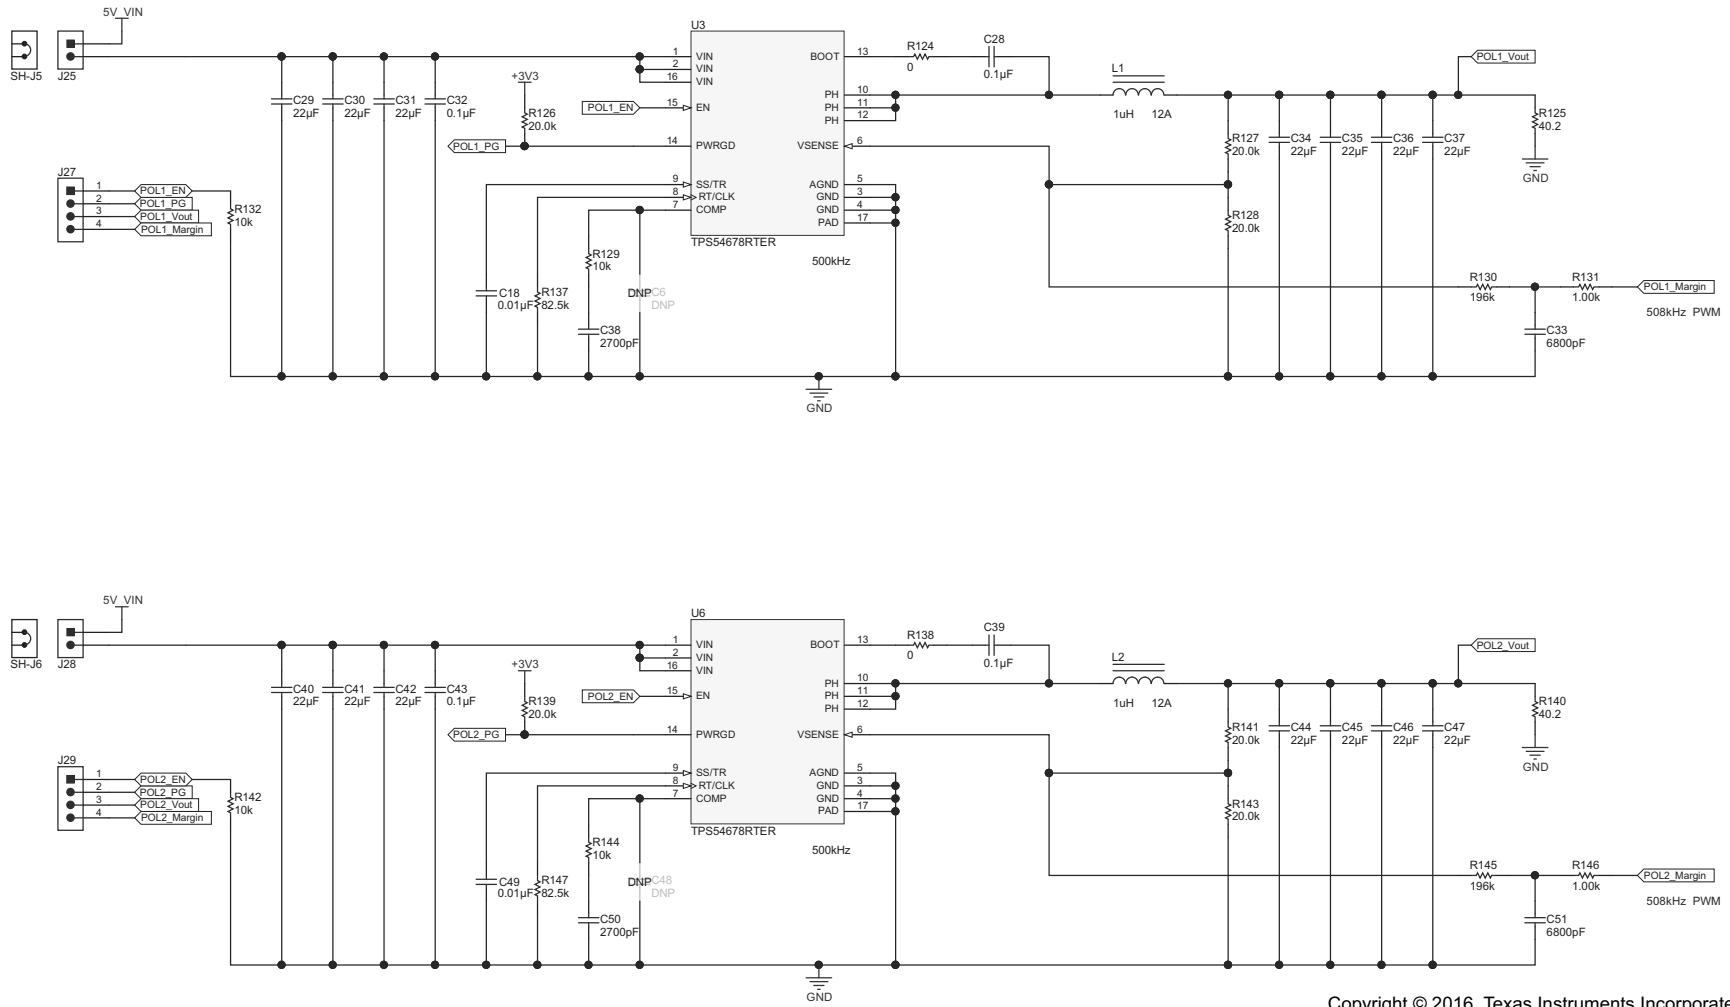 5V_VIN
SH-J5
J25
U3
1 VIN
2 VIN
16 VIN
15 EN
14 PWRGD
9 SS/TR
8 RT/CLK
7 COMP
BOOT 13
PH 10
PH 11
PH 12
VSENSE 6
AGND 5
GND 3
GND 4
PAD 17
TPS54678RTER
500kHz
C29
22µF
C30
22µF
C31
22µF
C32
0.1µF
+3V3
R126
20.0k
POL1_EN
POL1_PG
J27
1 POL1_EN
2 POL1_PG
3 POL1_Vout
4 POL1_Margin
R132
10k
C18
0.01µF
R137
82.5k
R129
10k
C38
2700pF
DNP C6
DNP
R124
0
C28
0.1µF
L1
1uH 12A
POL1_Vout
R127
20.0k
C34
22µF
C35
22µF
C36
22µF
C37
22µF
R125
40.2
GND
R128
20.0k
R130
196k
R131
1.00k
POL1_Margin
508kHz PWM
C33
6800pF
GND
5V_VIN
SH-J6
J28
U6
1 VIN
2 VIN
16 VIN
15 EN
14 PWRGD
9 SS/TR
8 RT/CLK
7 COMP
BOOT 13
PH 10
PH 11
PH 12
VSENSE 6
AGND 5
GND 3
GND 4
PAD 17
TPS54678RTER
500kHz
C40
22µF
C41
22µF
C42
22µF
C43
0.1µF
+3V3
R139
20.0k
POL2_EN
POL2_PG
J29
1 POL2_EN
2 POL2_PG
3 POL2_Vout
4 POL2_Margin
R142
10k
C49
0.01µF
R147
82.5k
R144
10k
C50
2700pF
DNP C48
DNP
R138
0
C39
0.1µF
L2
1uH 12A
POL2_Vout
R141
20.0k
C44
22µF
C45
22µF
C46
22µF
C47
22µF
R140
40.2
GND
R143
20.0k
R145
196k
R146
1.00k
POL2_Margin
508kHz PWM
C51
6800pF
GND
Copyright © 2016, Texas Instruments Incorporate